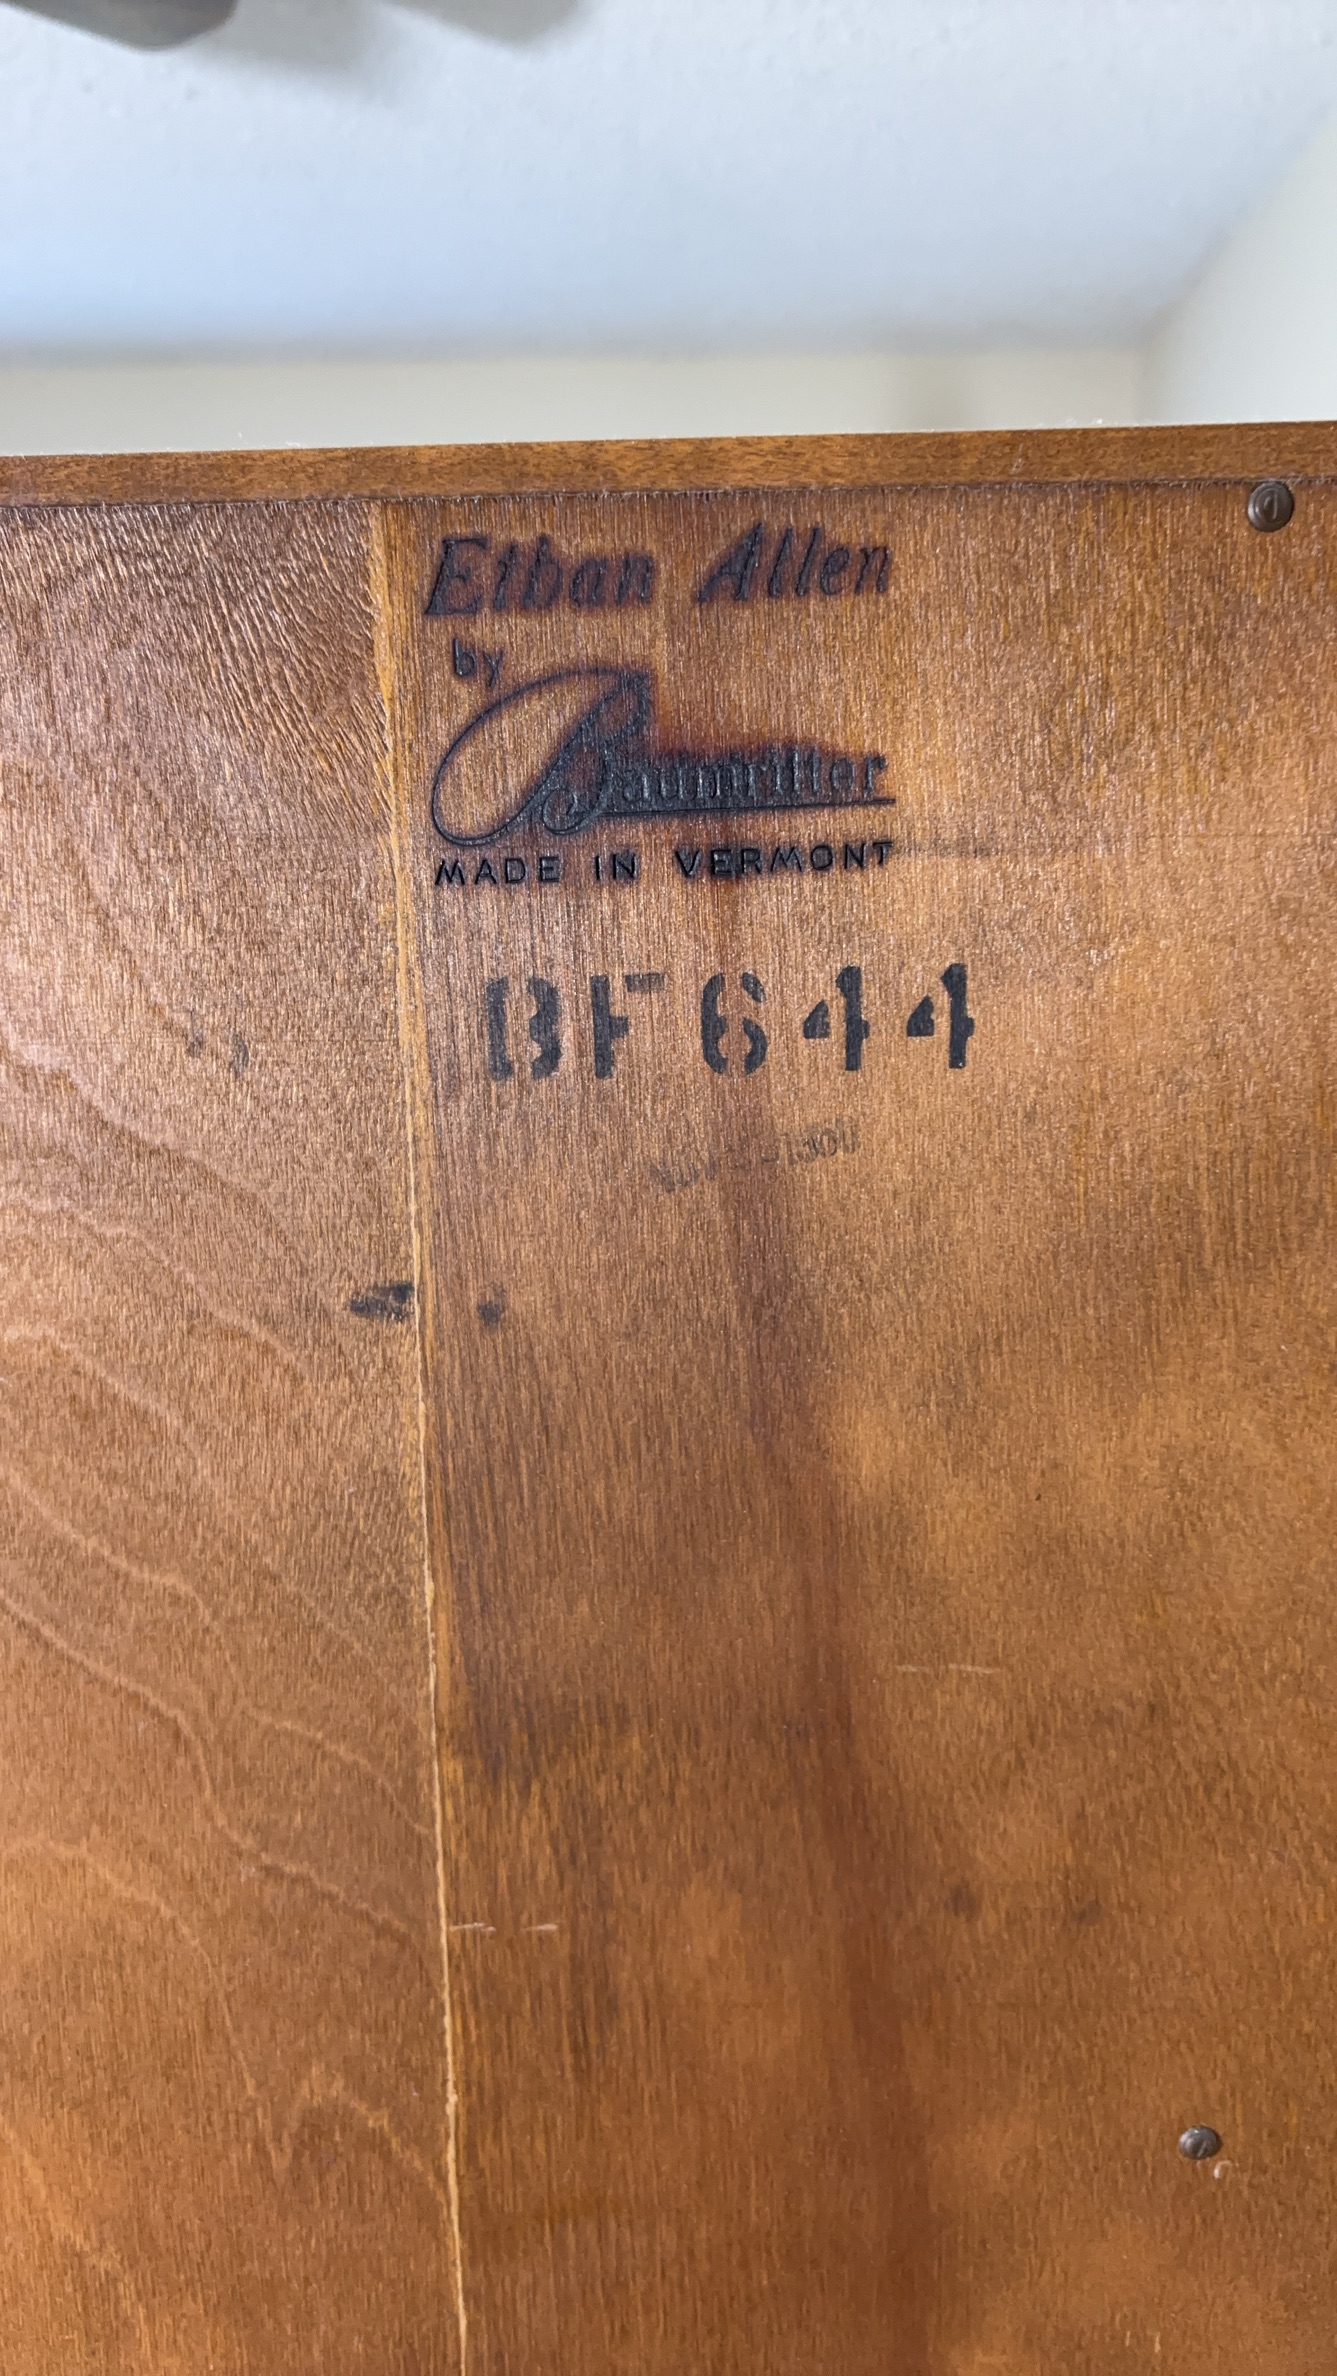 Ethan Allen
by
Baumritter
MADE IN VERMONT
BF644